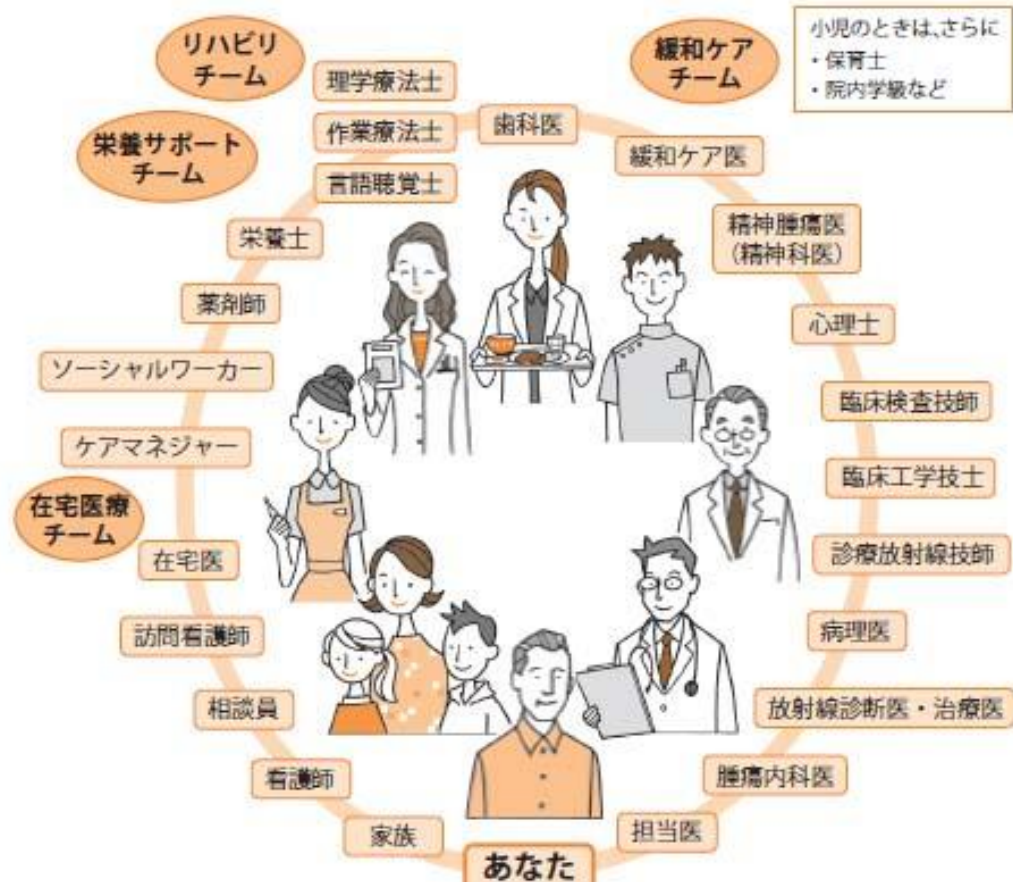 リハビリ
チーム
緩和ケア
チーム
小児のときは、さらに
・保育士
・院内学級など
理学療法士
栄養サポート
チーム
作業療法士
歯科医
緩和ケア医
言語聴覚士
栄養士
精神腫瘍医
（精神科医）
薬剤師
心理士
ソーシャルワーカー
臨床検査技師
ケアマネジャー
臨床工学技士
在宅医療
チーム
在宅医
診療放射線技師
訪問看護師
病理医
相談員
放射線診断医・治療医
看護師
腫瘍内科医
家族
担当医
あなた